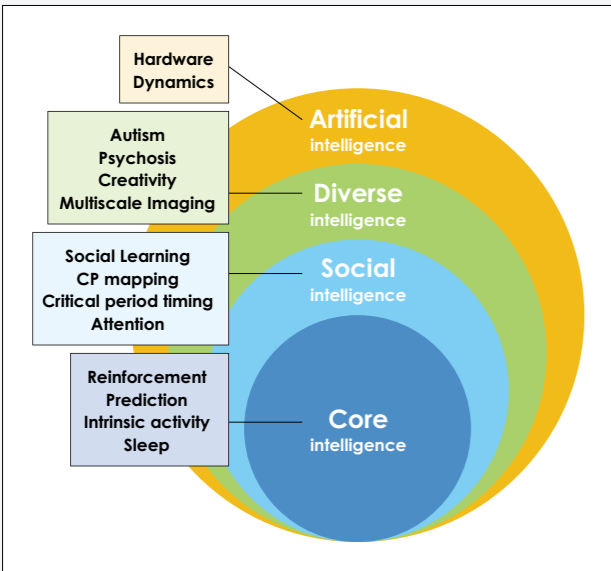 Hardware
Dynamics
Artificial
intelligence
Autism
Psychosis
Creativity
Multiscale Imaging
Diverse
intelligence
Social Learning
CP mapping
Critical period timing
Attention
Social
intelligence
Reinforcement
Prediction
Intrinsic activity
Sleep
Core
intelligence